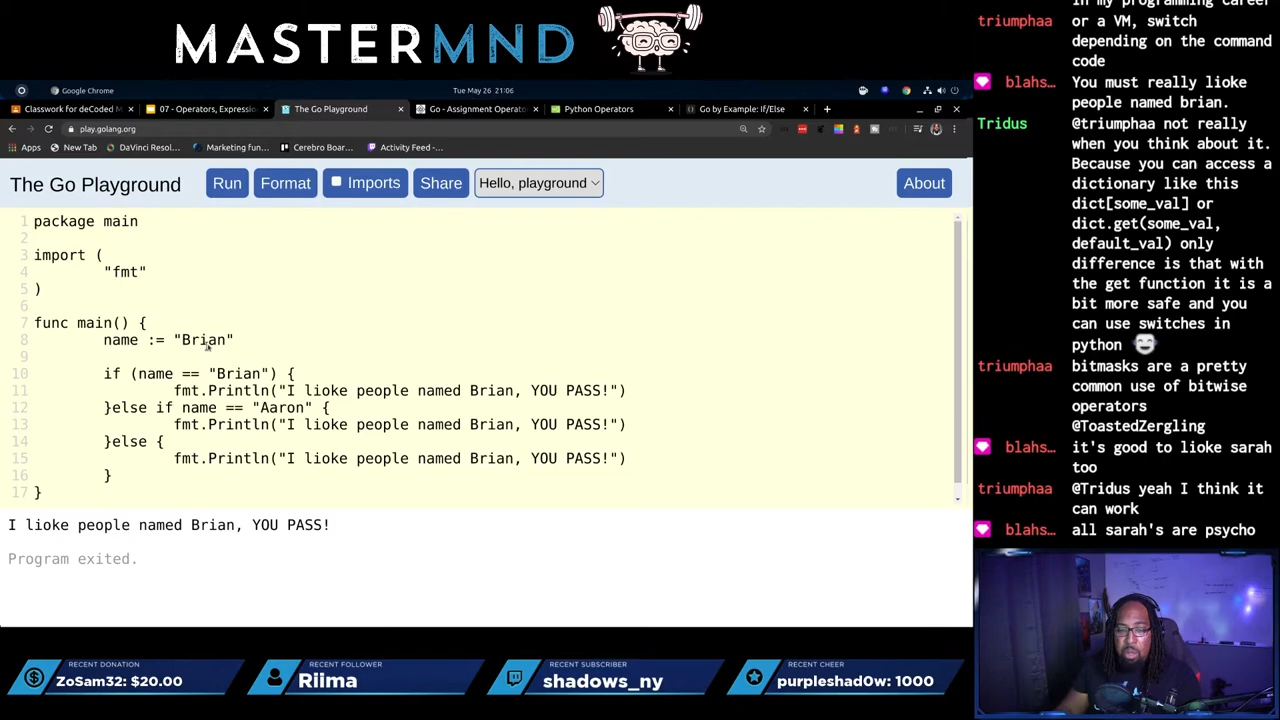 MASTERMND
Google Chrome
Tue May 26 21:06
Classwork for deCoded M
07 - Operators, Expressio
The Go Playground
Go - Assignment Operato
Python Operators
Go by Example: If/Else
play.golang.org
Apps
New Tab
DaVinci Resol...
Marketing fun...
Cerebro Boar...
Activity Feed -...
The Go Playground
Run
Format
Imports
Share
Hello, playground
About
1 package main
2
3 import (
4 "fmt"
5 )
6
7 func main() {
8 name := "Brian"
9
10 if (name == "Brian") {
11 fmt.Println("I lioke people named Brian, YOU PASS!")
12 }else if name == "Aaron" {
13 fmt.Println("I lioke people named Brian, YOU PASS!")
14 }else {
15 fmt.Println("I lioke people named Brian, YOU PASS!")
16 }
17 }
I lioke people named Brian, YOU PASS!
Program exited.
in my programming career
triumphaa or a VM, switch
depending on the command
code
blahs… You must really lioke
people named brian.
Tridus @triumphaa not really
when you think about it.
Because you can access a
dictionary like this
dict[some_val] or
dict.get(some_val,
default_val) only
difference is that with
the get function it is a
bit more safe and you
can use switches in
python
triumphaa bitmasks are a pretty
common use of bitwise
operators
@ToastedZergling
blahs… it's good to lioke sarah
too
triumphaa @Tridus yeah I think it
can work
blahs… all sarah's are psycho
RECENT DONATION
ZoSam32: $20.00
RECENT FOLLOWER
Riima
RECENT SUBSCRIBER
shadows_ny
RECENT CHEER
purpleshad0w: 1000